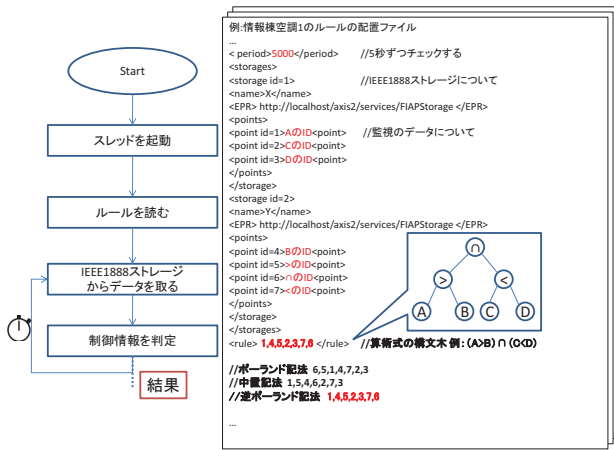 Start
スレッドを起動
ルールを読む
IEEE1888ストレージ
からデータを取る
制御情報を判定
結果
例:情報棟空調1のルールの配置ファイル
...
< period>5000</period> //5秒ずつチェックする
<storages>
<storage id=1> //IEEE1888ストレージについて
<name>X</name>
<EPR> http://localhost/axis2/services/FIAPStorage </EPR>
<points>
<point id=1>AのID<point> //監視のデータについて
<point id=2>CのID<point>
<point id=3>DのID<point>
</points>
</storage>
<storage id=2>
<name>Y</name>
<EPR> http://localhost/axis2/services/FIAPStorage </EPR>
<points>
<point id=4>BのID<point>
<point id=5>>のID<point>
<point id=6>∩のID<point>
<point id=7><のID<point>
</points>
</storage>
</storages>
<rule> 1,4,5,2,3,7,6 </rule> //算術式の構文木 例:(A>B)∩(C<D)
//ポーランド記法 6,5,1,4,7,2,3
//中置記法 1,5,4,6,2,7,3
//逆ポーランド記法 1,4,5,2,3,7,6
...
∩
> <
A B C D